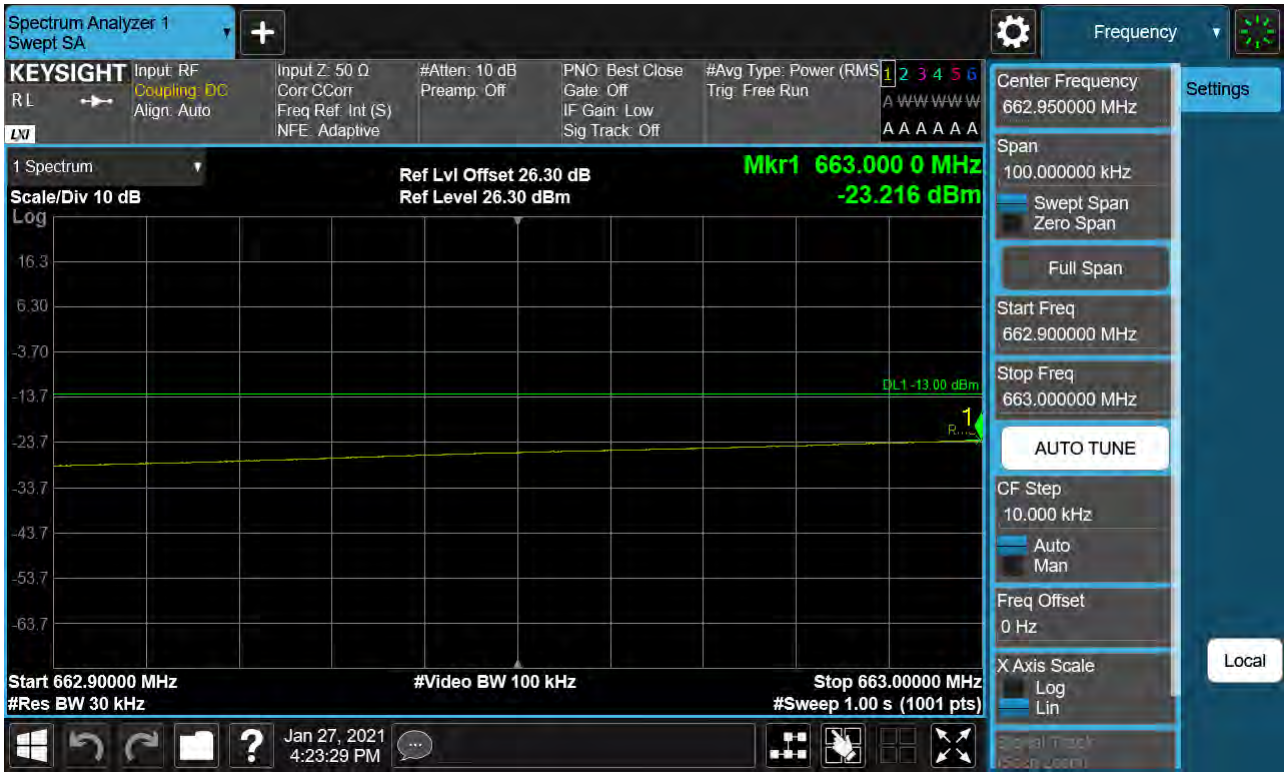 Spectrum Analyzer 1
Swept SA
+
Frequency
KEYSIGHT
RL
LXI
Input: RF
Coupling: DC
Align: Auto
Input Z: 50 Ω
Corr CCorr
Freq Ref: Int (S)
NFE: Adaptive
#Atten: 10 dB
Preamp: Off
PNO: Best Close
Gate: Off
IF Gain: Low
Sig Track: Off
#Avg Type: Power (RMS
Trig: Free Run
1 2 3 4 5 6
A W W W W W
A A A A A A
1 Spectrum
Scale/Div 10 dB
Log
Ref Lvl Offset 26.30 dB
Ref Level 26.30 dBm
Mkr1 663.000 0 MHz
-23.216 dBm
16.3
6.30
-3.70
-13.7
-23.7
-33.7
-43.7
-53.7
-63.7
DL1 -13.00 dBm
1
Start 662.90000 MHz
#Res BW 30 kHz
#Video BW 100 kHz
Stop 663.00000 MHz
#Sweep 1.00 s (1001 pts)
Center Frequency
662.950000 MHz
Span
100.000000 kHz
Swept Span
Zero Span
Full Span
Start Freq
662.900000 MHz
Stop Freq
663.000000 MHz
AUTO TUNE
CF Step
10.000 kHz
Auto
Man
Freq Offset
0 Hz
X Axis Scale
Log
Lin
Signal Track
(Span Zoom)
Settings
Local
?
Jan 27, 2021
4:23:29 PM